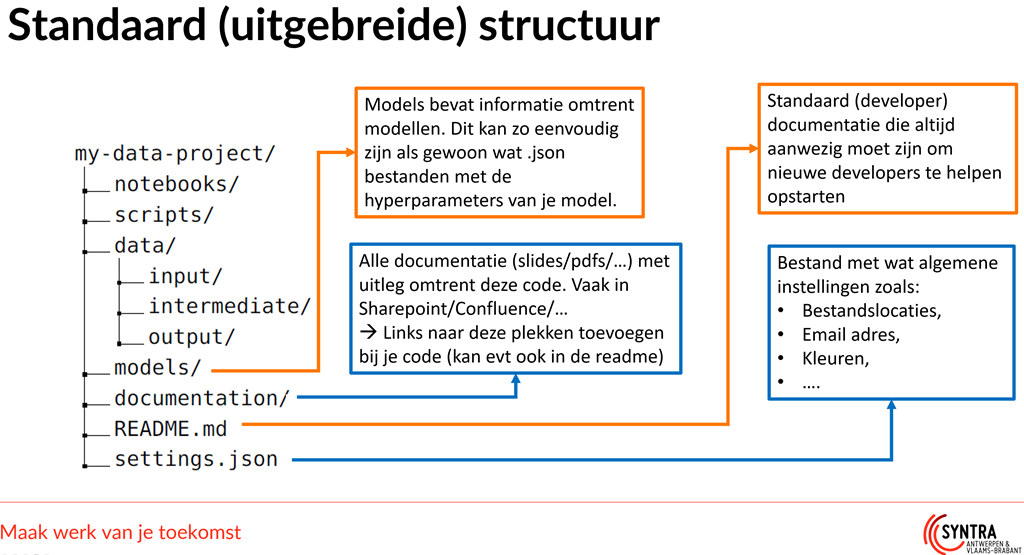 Standaard (uitgebreide) structuur
my-data-project/
notebooks/
scripts/
data/
input/
intermediate/
output/
models/
documentation/
README.md
settings.json
Models bevat informatie omtrent
modellen. Dit kan zo eenvoudig
zijn als gewoon wat .json
bestanden met de
hyperparameters van je model.
Alle documentatie (slides/pdfs/…) met
uitleg omtrent deze code. Vaak in
Sharepoint/Confluence/…
→ Links naar deze plekken toevoegen
bij je code (kan evt ook in de readme)
Standaard (developer)
documentatie die altijd
aanwezig moet zijn om
nieuwe developers te helpen
opstarten
Bestand met wat algemene
instellingen zoals:
• Bestandslocaties,
• Email adres,
• Kleuren,
• ….
Maak werk van je toekomst
SYNTRA
ANTWERPEN &
VLAAMS-BRABANT